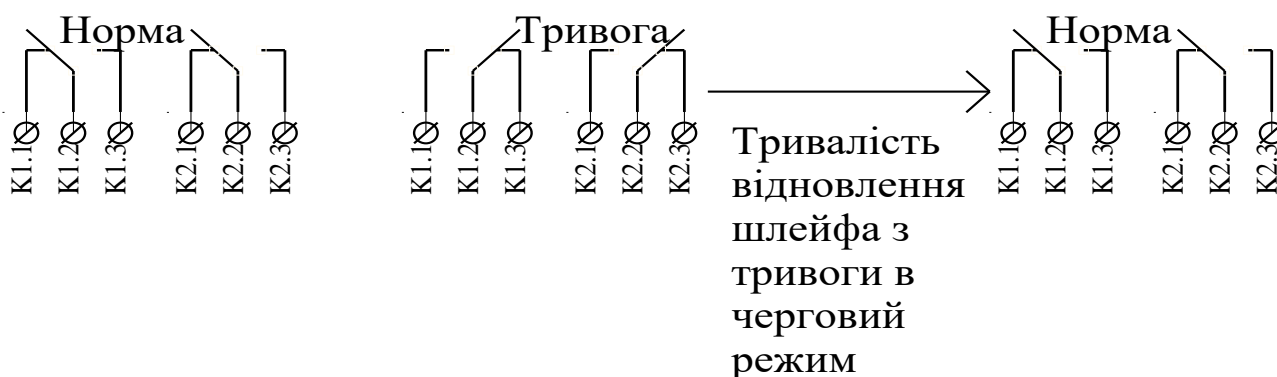 Норма
К1.1
К1.2
К1.3
К2.1
К2.2
К2.3
Тривога
К1.1
К1.2
К1.3
К2.1
К2.2
К2.3
Тривалість
відновлення
шлейфа з
тривоги в
черговий
режим
Норма
К1.1
К1.2
К1.3
К2.1
К2.2
К2.3